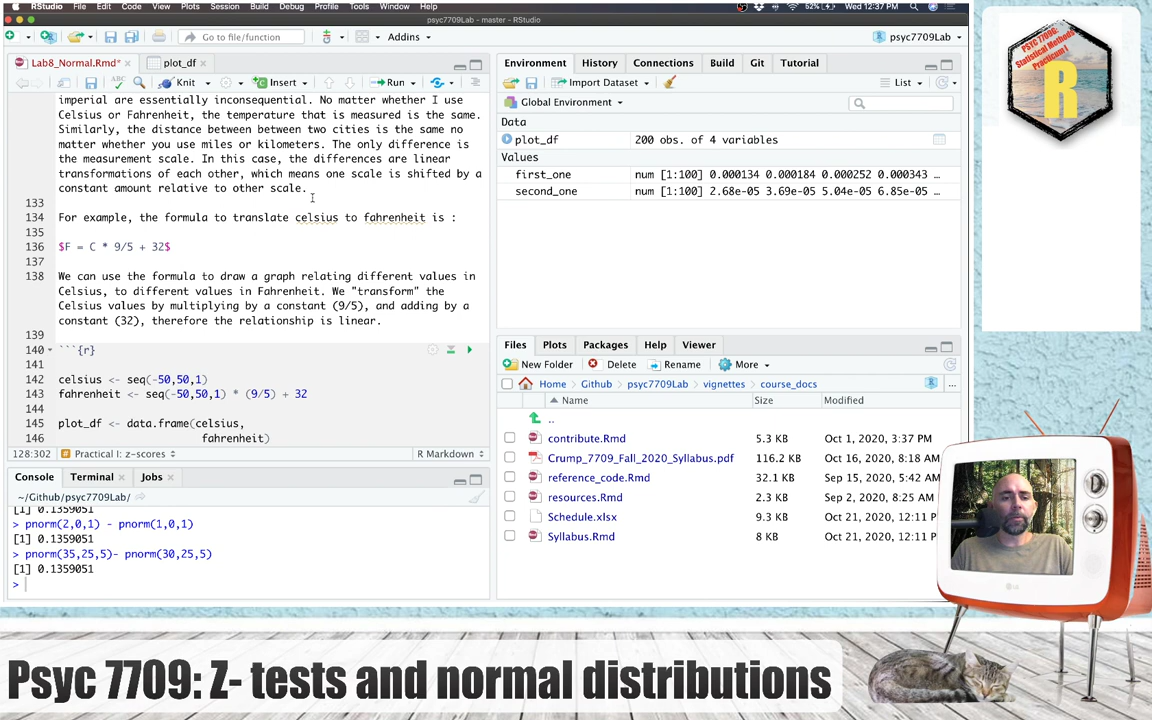 RStudio File Edit Code View Plots Session Build Debug Profile Tools Window Help 52% Wed 12:37 PM
psyc7709Lab - master - RStudio
Go to file/function Addins psyc7709Lab
Lab8_Normal.Rmd* plot_df
Knit Insert Run
imperial are essentially inconsequential. No matter whether I use
Celsius or Fahrenheit, the temperature that is measured is the same.
Similarly, the distance between between two cities is the same no
matter whether you use miles or kilometers. The only difference is
the measurement scale. In this case, the differences are linear
transformations of each other, which means one scale is shifted by a
constant amount relative to other scale.
133
134 For example, the formula to translate celsius to fahrenheit is :
135
136 $F = C * 9/5 + 32$
137
138 We can use the formula to draw a graph relating different values in
Celsius, to different values in Fahrenheit. We "transform" the
Celsius values by multiplying by a constant (9/5), and adding by a
constant (32), therefore the relationship is linear.
139
140 ```{r}
141
142 celsius <- seq(-50,50,1)
143 fahrenheit <- seq(-50,50,1) * (9/5) + 32
144
145 plot_df <- data.frame(celsius,
146 fahrenheit)
128:302 # Practical I: z-scores R Markdown
Console Terminal Jobs
~/Github/psyc7709Lab/
[1] 0.1359051
> pnorm(2,0,1) - pnorm(1,0,1)
[1] 0.1359051
> pnorm(35,25,5)- pnorm(30,25,5)
[1] 0.1359051
>
Environment History Connections Build Git Tutorial
Import Dataset List
Global Environment
Data
plot_df 200 obs. of 4 variables
Values
first_one num [1:100] 0.000134 0.000184 0.000252 0.000343 …
second_one num [1:100] 2.68e-05 3.69e-05 5.04e-05 6.85e-05 …
Files Plots Packages Help Viewer
New Folder Delete Rename More
Home Github psyc7709Lab vignettes course_docs ...
Name Size Modified
..
contribute.Rmd 5.3 KB Oct 1, 2020, 3:37 PM
Crump_7709_Fall_2020_Syllabus.pdf 116.2 KB Oct 16, 2020, 8:18 AM
reference_code.Rmd 32.1 KB Sep 15, 2020, 5:42 AM
resources.Rmd 2.3 KB Sep 2, 2020, 8:25 AM
Schedule.xlsx 9.3 KB Oct 21, 2020, 12:11 P
Syllabus.Rmd 8 KB Oct 21, 2020, 12:11 P
PSYC 7709G:
Statistical Methods
Practicum I
R
LG
Psyc 7709: Z- tests and normal distributions